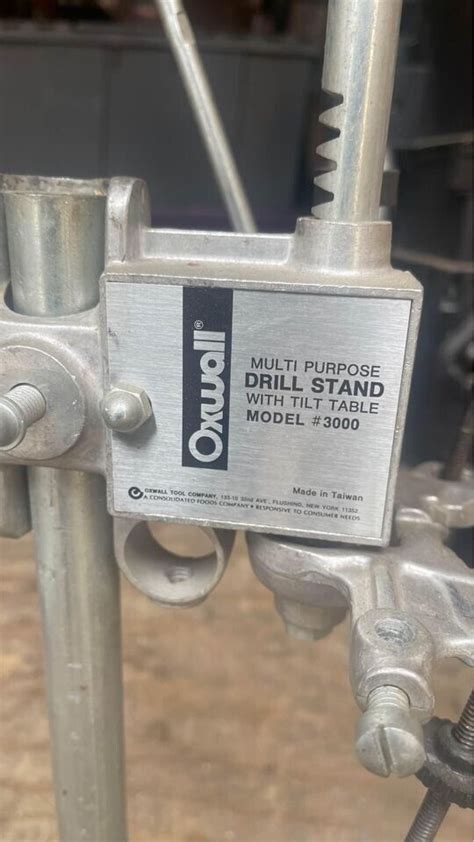 Oxwall®
MULTI PURPOSE
DRILL STAND
WITH TILT TABLE
MODEL #3000
Made in Taiwan
OXWALL TOOL COMPANY, 133-10 32nd AVE., FLUSHING, NEW YORK 11352
A CONSOLIDATED FOODS COMPANY • RESPONSIVE TO CONSUMER NEEDS